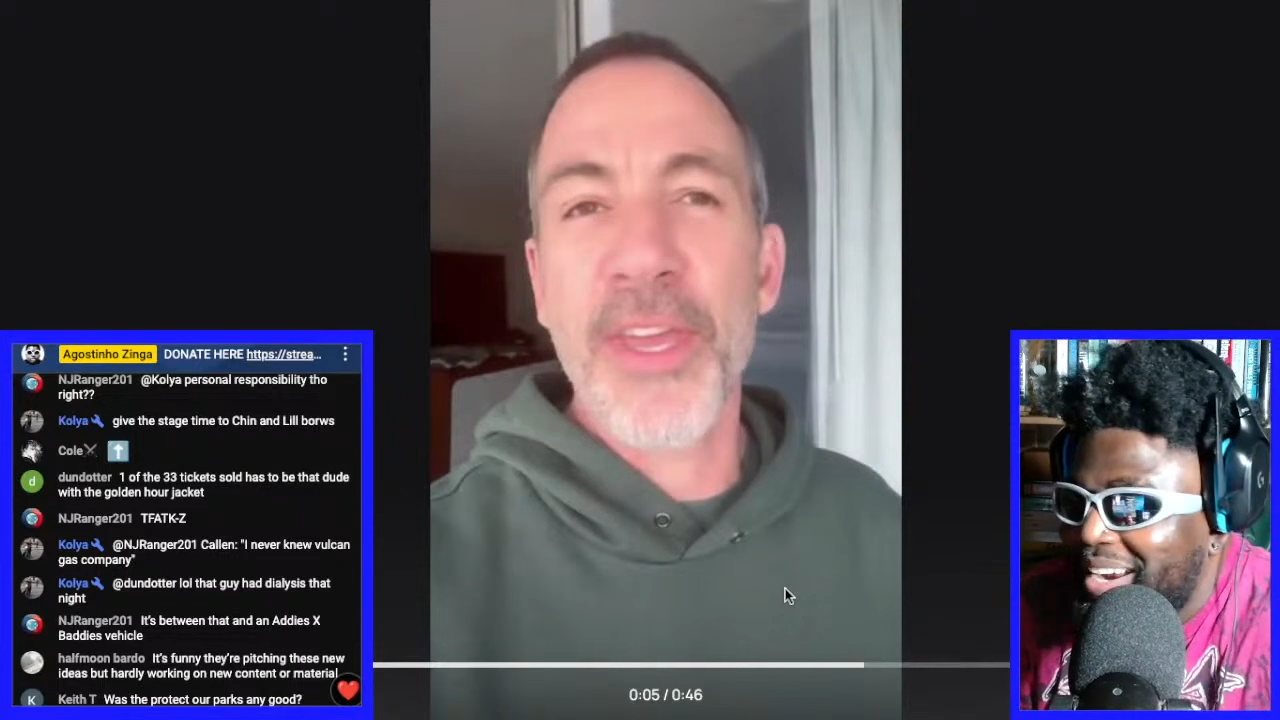 Agostinho Zinga DONATE HERE https://strea...
NJRanger201 @Kolya personal responsibility tho
right??
Kolya give the stage time to Chin and Lill borws
Cole
dundotter 1 of the 33 tickets sold has to be that dude
with the golden hour jacket
NJRanger201 TFATK-Z
Kolya @NJRanger201 Callen: "I never knew vulcan
gas company"
Kolya @dundotter lol that guy had dialysis that
night
NJRanger201 It's between that and an Addies X
Baddies vehicle
halfmoon bardo It's funny they're pitching these new
ideas but hardly working on new content or material
K Keith T Was the protect our parks any good?
d
0:05 / 0:46